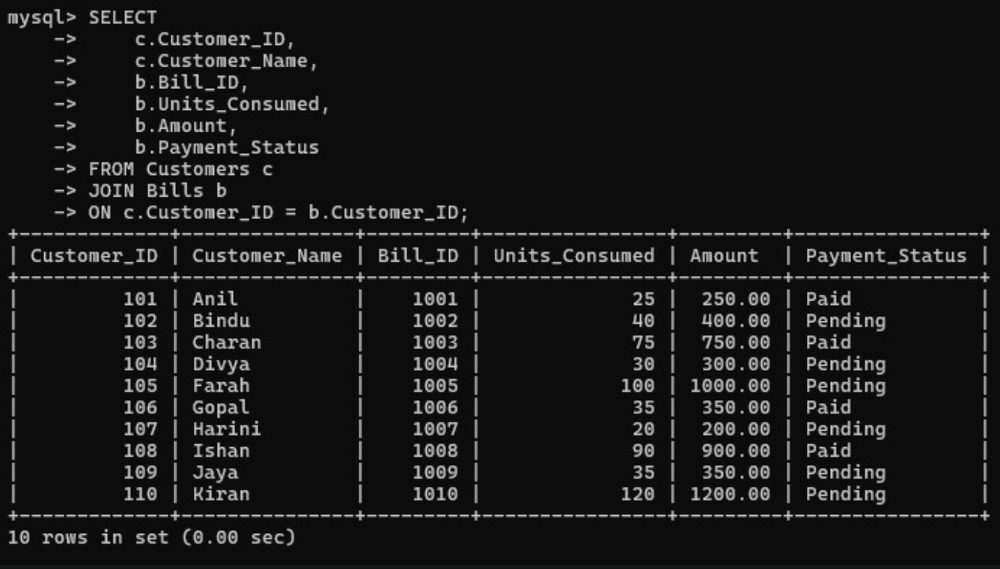 mysql> SELECT
    ->     c.Customer_ID,
    ->     c.Customer_Name,
    ->     b.Bill_ID,
    ->     b.Units_Consumed,
    ->     b.Amount,
    ->     b.Payment_Status
    -> FROM Customers c
    -> JOIN Bills b
    -> ON c.Customer_ID = b.Customer_ID;
+-------------+---------------+---------+----------------+---------+----------------+
| Customer_ID | Customer_Name | Bill_ID | Units_Consumed | Amount  | Payment_Status |
+-------------+---------------+---------+----------------+---------+----------------+
|         101 | Anil          |    1001 |             25 |  250.00 | Paid           |
|         102 | Bindu         |    1002 |             40 |  400.00 | Pending        |
|         103 | Charan        |    1003 |             75 |  750.00 | Paid           |
|         104 | Divya         |    1004 |             30 |  300.00 | Pending        |
|         105 | Farah         |    1005 |            100 | 1000.00 | Pending        |
|         106 | Gopal         |    1006 |             35 |  350.00 | Paid           |
|         107 | Harini        |    1007 |             20 |  200.00 | Pending        |
|         108 | Ishan         |    1008 |             90 |  900.00 | Paid           |
|         109 | Jaya          |    1009 |             35 |  350.00 | Pending        |
|         110 | Kiran         |    1010 |            120 | 1200.00 | Pending        |
+-------------+---------------+---------+----------------+---------+----------------+
10 rows in set (0.00 sec)